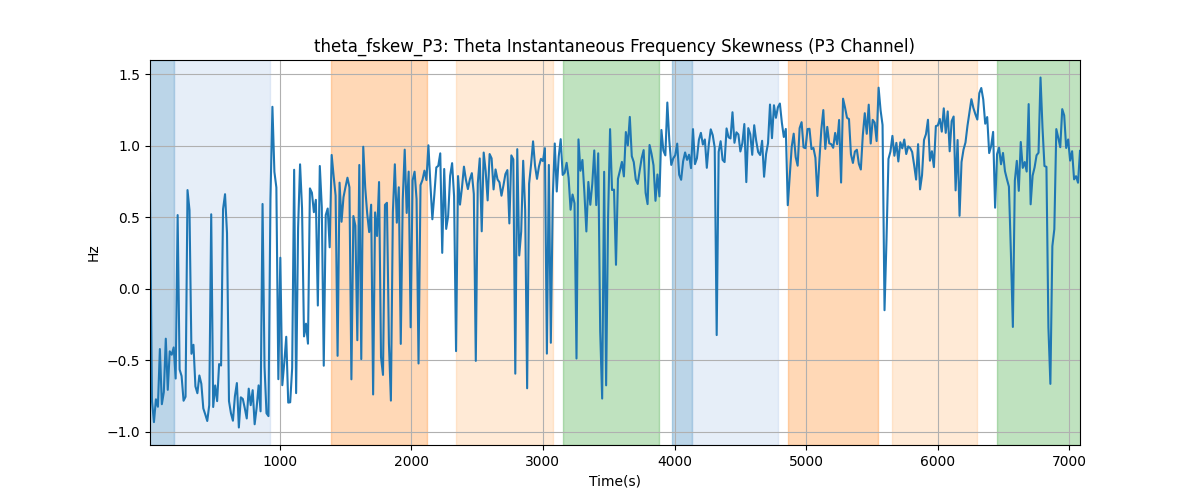 theta_fskew_P3: Theta Instantaneous Frequency Skewness (P3 Channel)
1.5
1.0
0.5
0.0
−0.5
−1.0
Hz
1000 2000 3000 4000 5000 6000 7000
Time(s)